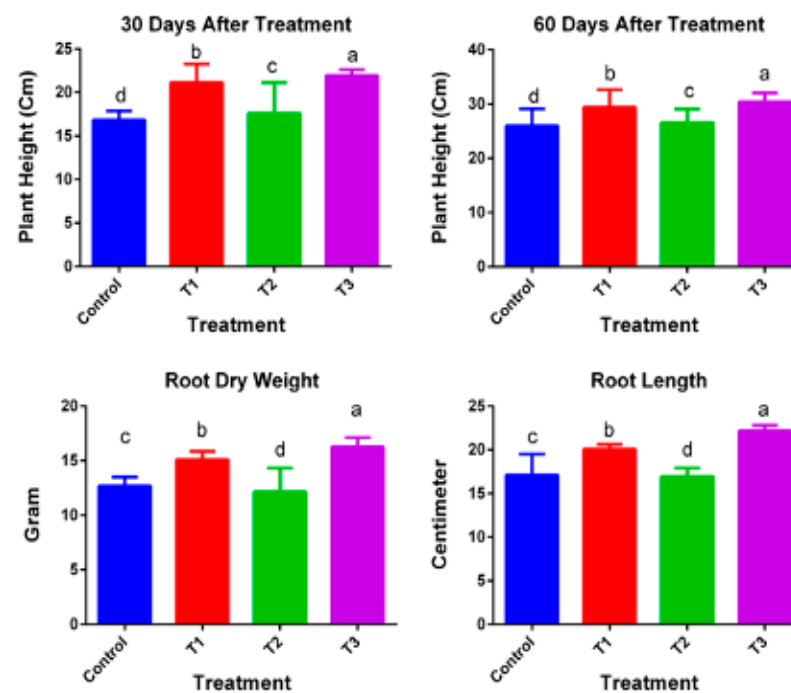 30 Days After Treatment
Plant Height (Cm)
25
20
15
10
5
0
d
b
c
a
Control
T1
T2
T3
Treatment
60 Days After Treatment
Plant Height (Cm)
40
30
20
10
0
d
b
c
a
Control
T1
T2
T3
Treatment
Root Dry Weight
Gram
20
15
10
5
0
c
b
d
a
Control
T1
T2
T3
Treatment
Root Length
Centimeter
25
20
15
10
5
0
c
b
d
a
Control
T1
T2
T3
Treatment